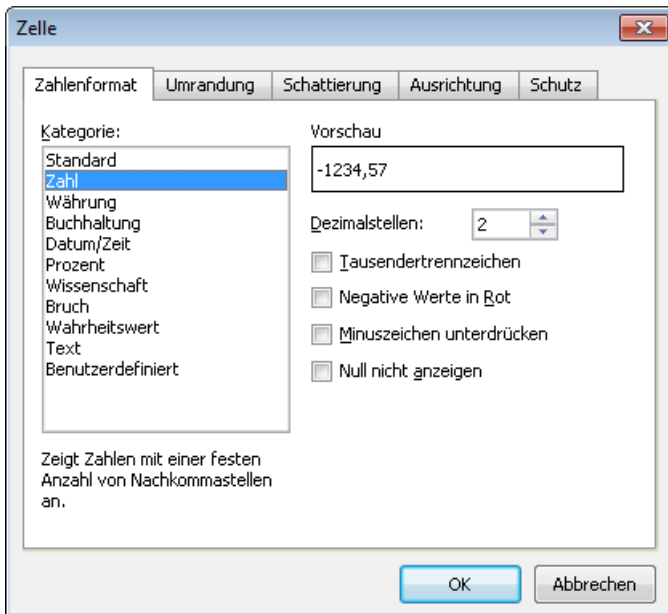 Zelle
Zahlenformat
Umrandung
Schattierung
Ausrichtung
Schutz
Kategorie:
Standard
Zahl
Währung
Buchhaltung
Datum/Zeit
Prozent
Wissenschaft
Bruch
Wahrheitswert
Text
Benutzerdefiniert
Zeigt Zahlen mit einer festen
Anzahl von Nachkommastellen
an.
Vorschau
-1234,57
Dezimalstellen: 2
Tausendertrennzeichen
Negative Werte in Rot
Minuszeichen unterdrücken
Null nicht anzeigen
OK
Abbrechen